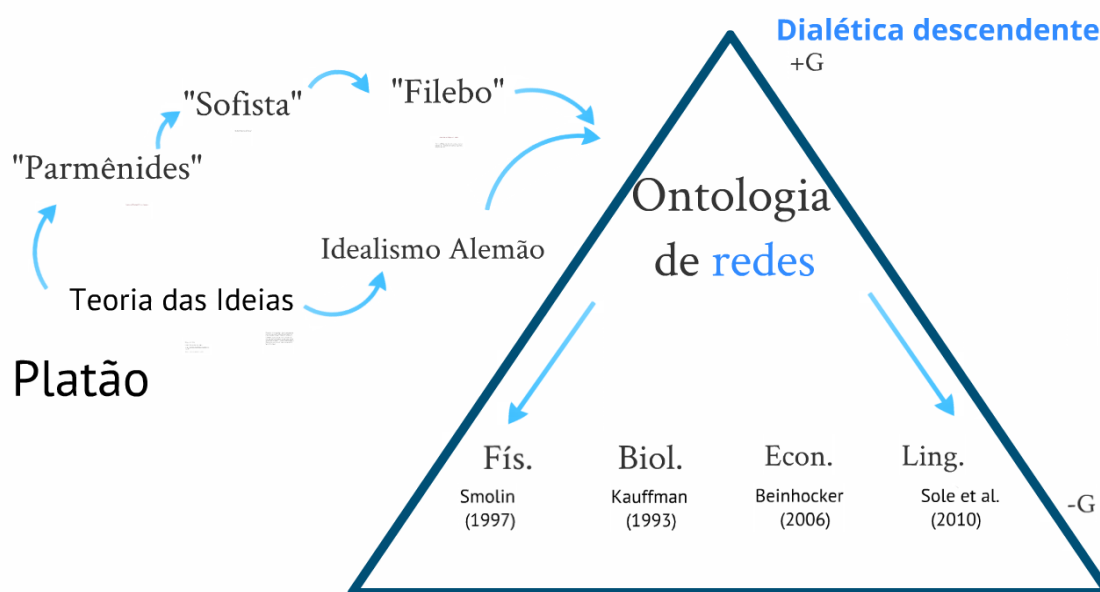 Dialética descendente
+G
"Sofista"
"Filebo"
"Parmênides"
Ontologia
de redes
Idealismo Alemão
Teoria das Ideias
Platão
Fís.
Biol.
Econ.
Ling.
Smolin
(1997)
Kauffman
(1993)
Beinhocker
(2006)
Sole et al.
(2010)
-G